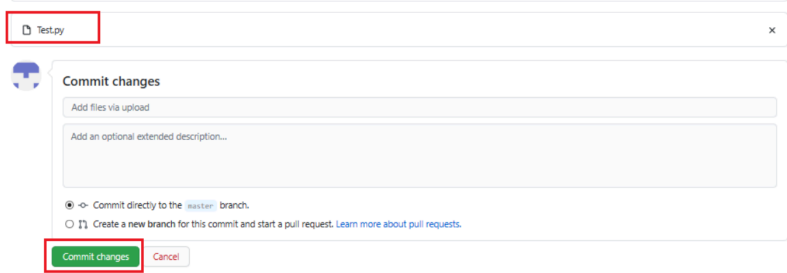 Test.py
Commit changes
Add files via upload
Add an optional extended description...
Commit directly to the master branch.
Create a new branch for this commit and start a pull request. Learn more about pull requests.
Commit changes Cancel